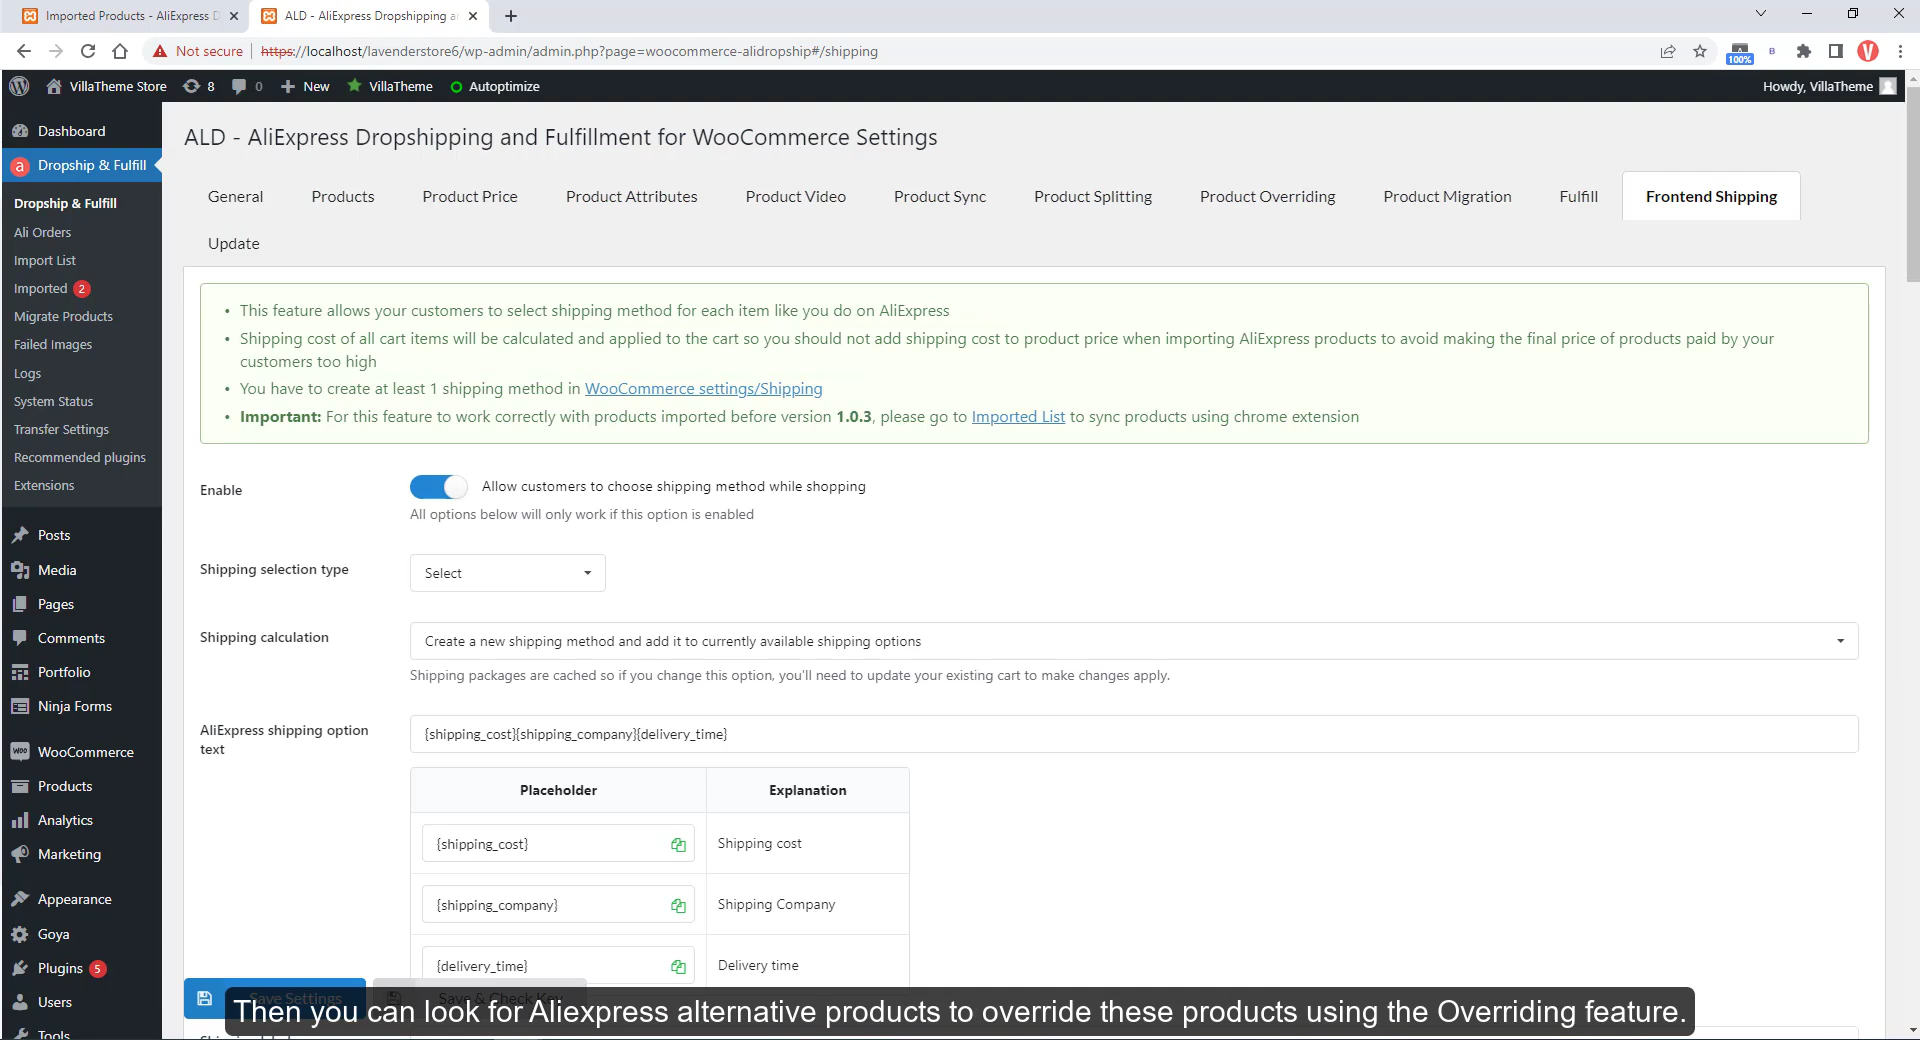 Imported Products - AliExpress D
ALD - AliExpress Dropshipping a
Not secure
https://localhost/lavenderstore6/wp-admin/admin.php?page=woocommerce-alidropship#/shipping
100%
B
V
VillaTheme Store
8
0
New
VillaTheme
Autoptimize
Howdy, VillaTheme
Dashboard
a
Dropship & Fulfill
Dropship & Fulfill
Ali Orders
Import List
Imported 2
Migrate Products
Failed Images
Logs
System Status
Transfer Settings
Recommended plugins
Extensions
Posts
Media
Pages
Comments
Portfolio
Ninja Forms
WOO
WooCommerce
Products
Analytics
Marketing
Appearance
Goya
Plugins 5
Users
Tools
ALD - AliExpress Dropshipping and Fulfillment for WooCommerce Settings
General
Products
Product Price
Product Attributes
Product Video
Product Sync
Product Splitting
Product Overriding
Product Migration
Fulfill
Frontend Shipping
Update
• This feature allows your customers to select shipping method for each item like you do on AliExpress
• Shipping cost of all cart items will be calculated and applied to the cart so you should not add shipping cost to product price when importing AliExpress products to avoid making the final price of products paid by your
customers too high
• You have to create at least 1 shipping method in WooCommerce settings/Shipping
• Important: For this feature to work correctly with products imported before version 1.0.3, please go to Imported List to sync products using chrome extension
Enable
Allow customers to choose shipping method while shopping
All options below will only work if this option is enabled
Shipping selection type
Select
Shipping calculation
Create a new shipping method and add it to currently available shipping options
Shipping packages are cached so if you change this option, you'll need to update your existing cart to make changes apply.
AliExpress shipping option
text
{shipping_cost}{shipping_company}{delivery_time}
Placeholder
Explanation
{shipping_cost}
Shipping cost
{shipping_company}
Shipping Company
{delivery_time}
Delivery time
Save Settings
Save & Check Key
Then you can look for Aliexpress alternative products to override these products using the Overriding feature.